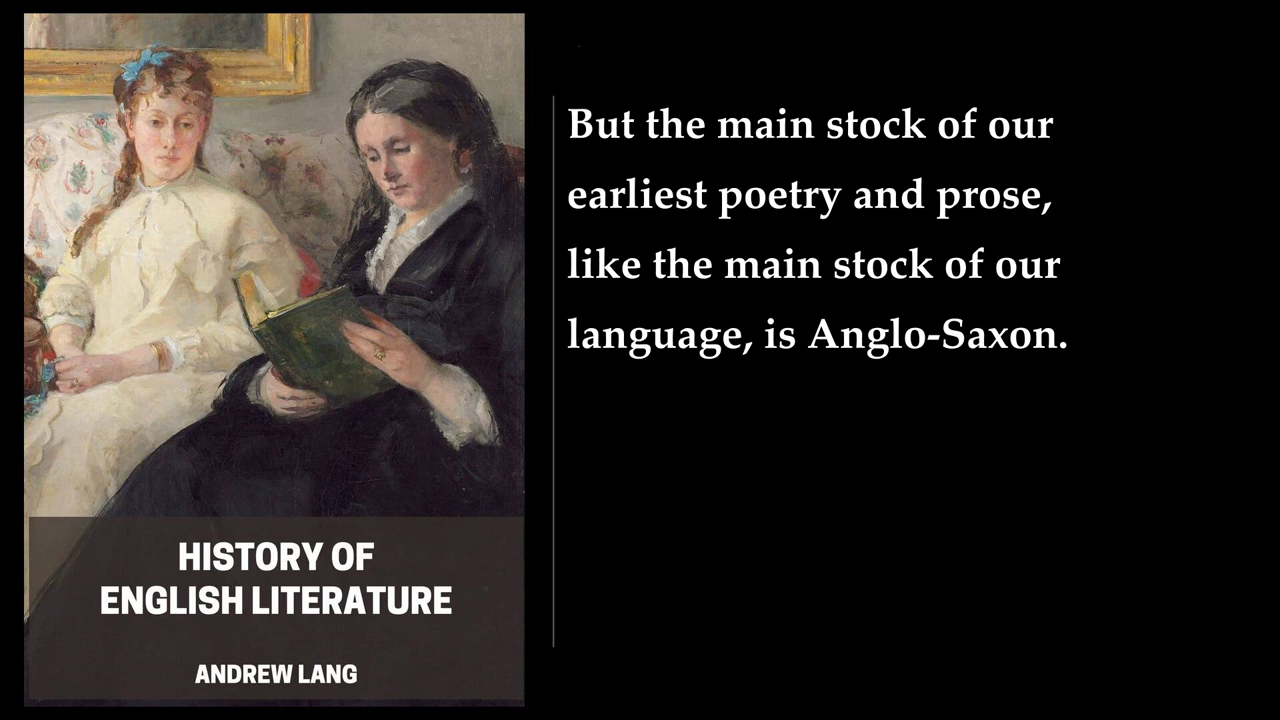 But the main stock of our
earliest poetry and prose,
like the main stock of our
language, is Anglo-Saxon.
HISTORY OF
ENGLISH LITERATURE
ANDREW LANG